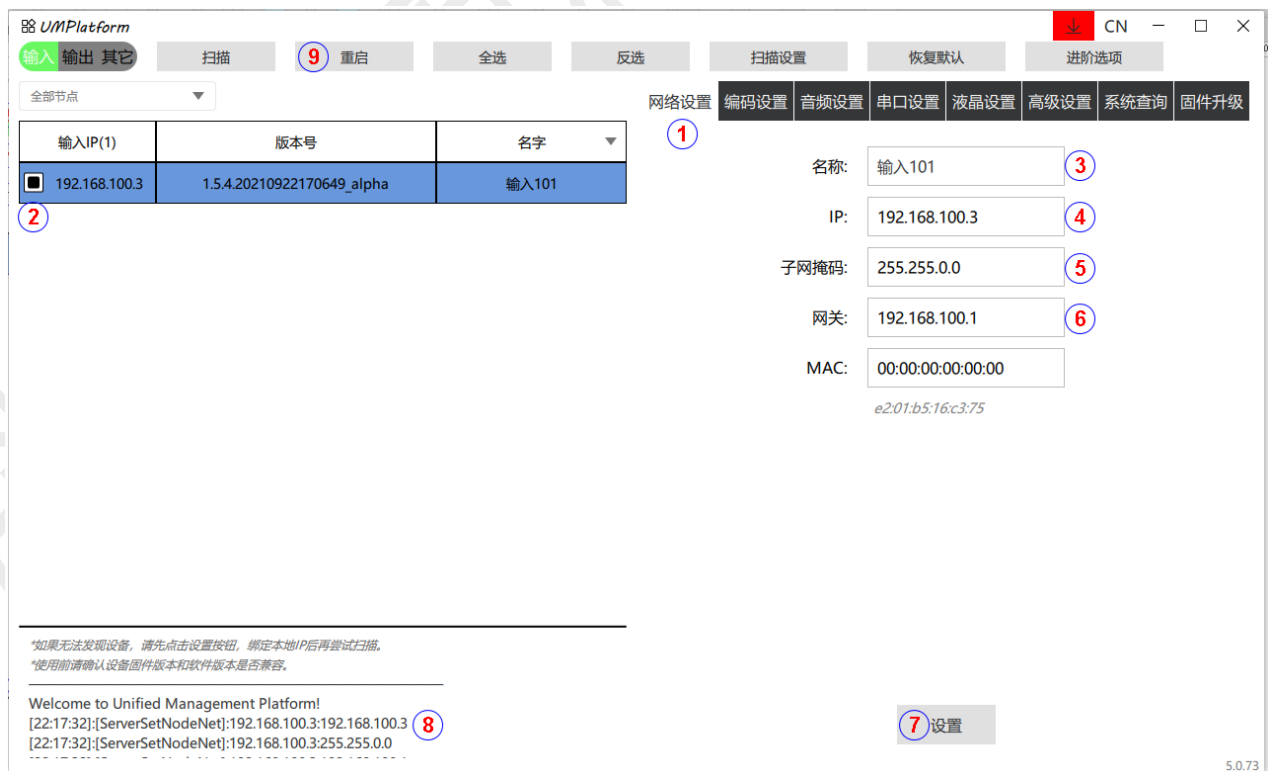 UMPlatform
CN
输入 输出 其它
扫描
⑨ 重启
全选
反选
扫描设置
恢复默认
进阶选项
全部节点
网络设置 编码设置 音频设置 串口设置 液晶设置 高级设置 系统查询 固件升级
①
输入IP(1) 版本号 名字
192.168.100.3 1.5.4.20210922170649_alpha 输入101
②
名称: 输入101 ③
IP: 192.168.100.3 ④
子网掩码: 255.255.0.0 ⑤
网关: 192.168.100.1 ⑥
MAC: 00:00:00:00:00:00
e2:01:b5:16:c3:75
*如果无法发现设备，请先点击设置按钮，绑定本地IP后再尝试扫描。
*使用前请确认设备固件版本和软件版本是否兼容。
Welcome to Unified Management Platform!
[22:17:32]:[ServerSetNodeNet]:192.168.100.3:192.168.100.3 ⑧
[22:17:32]:[ServerSetNodeNet]:192.168.100.3:255.255.0.0
⑦ 设置
5.0.73